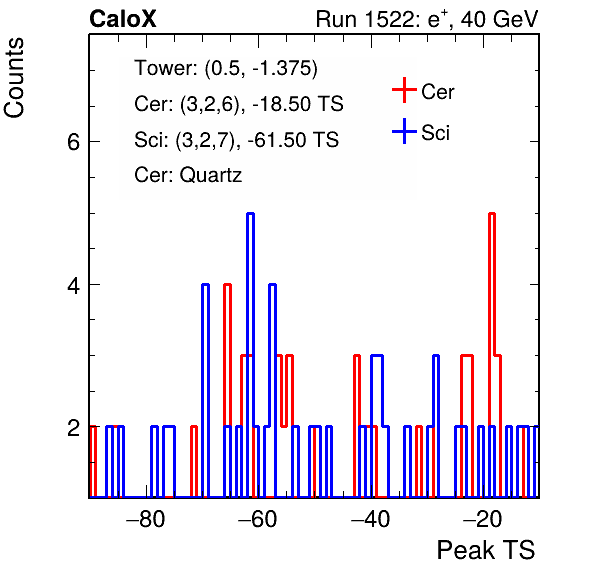 CaloX Run 1522: e+, 40 GeV
Counts
Tower: (0.5, -1.375)
Cer: (3,2,6), -18.50 TS
Sci: (3,2,7), -61.50 TS
Cer: Quartz
Cer
Sci
6
4
2
−80 −60 −40 −20
Peak TS